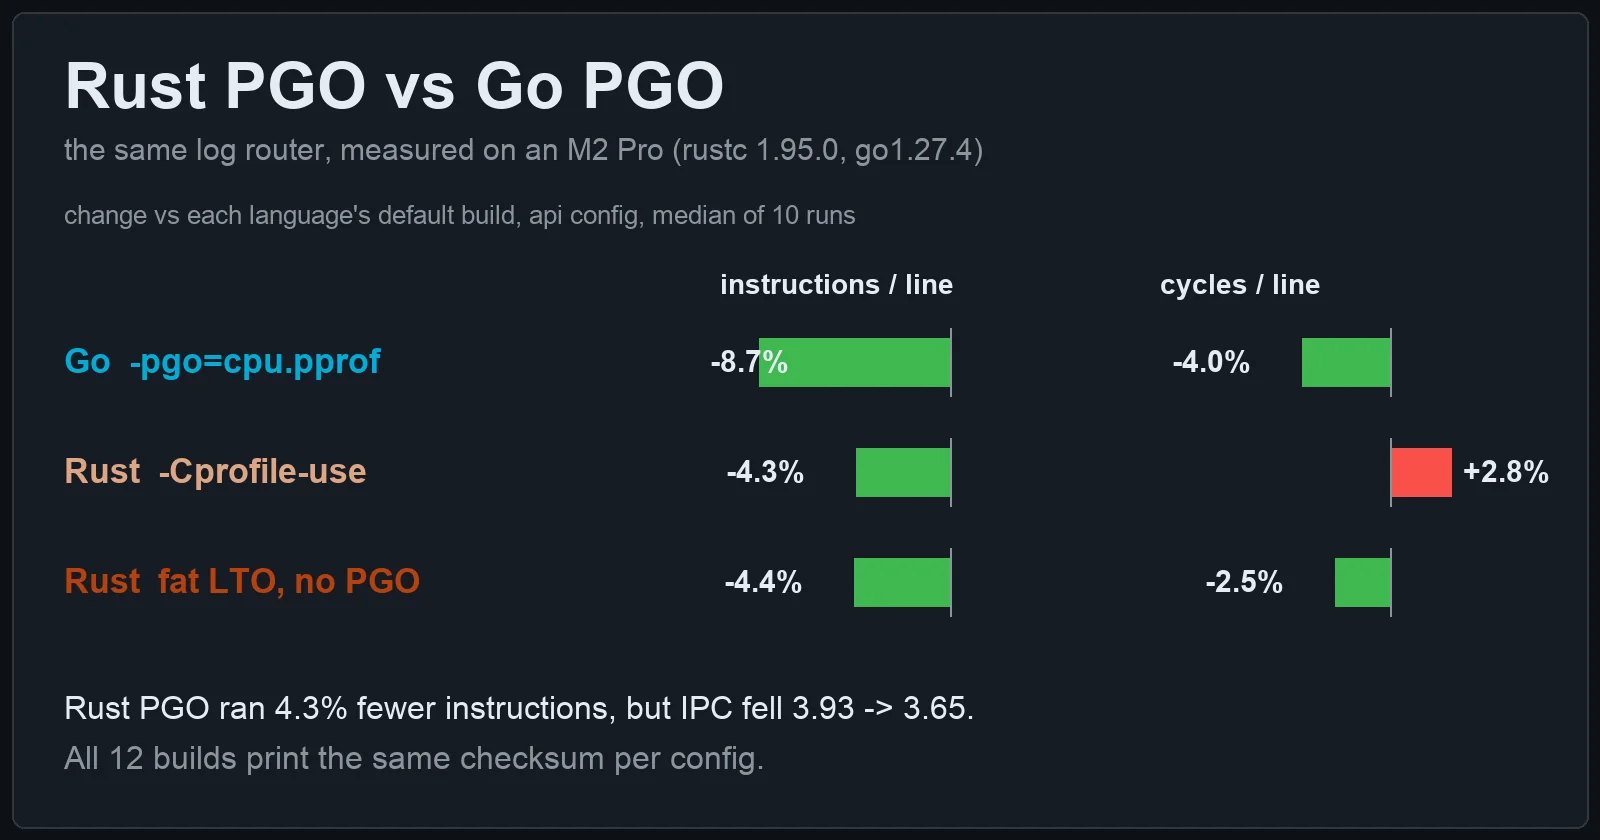 Rust PGO vs Go PGO
the same log router, measured on an M2 Pro (rustc 1.95.0, go1.27.4)
change vs each language's default build, api config, median of 10 runs
instructions / line cycles / line
Go -pgo=cpu.pprof -8.7% -4.0%
Rust -Cprofile-use -4.3% +2.8%
Rust fat LTO, no PGO -4.4% -2.5%
Rust PGO ran 4.3% fewer instructions, but IPC fell 3.93 -> 3.65.
All 12 builds print the same checksum per config.